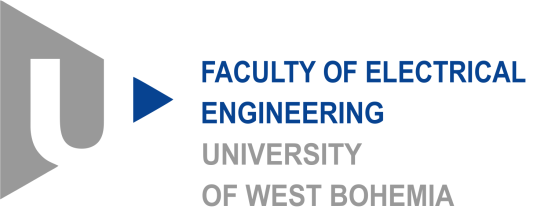 FACULTY OF ELECTRICAL
ENGINEERING
UNIVERSITY
OF WEST BOHEMIA